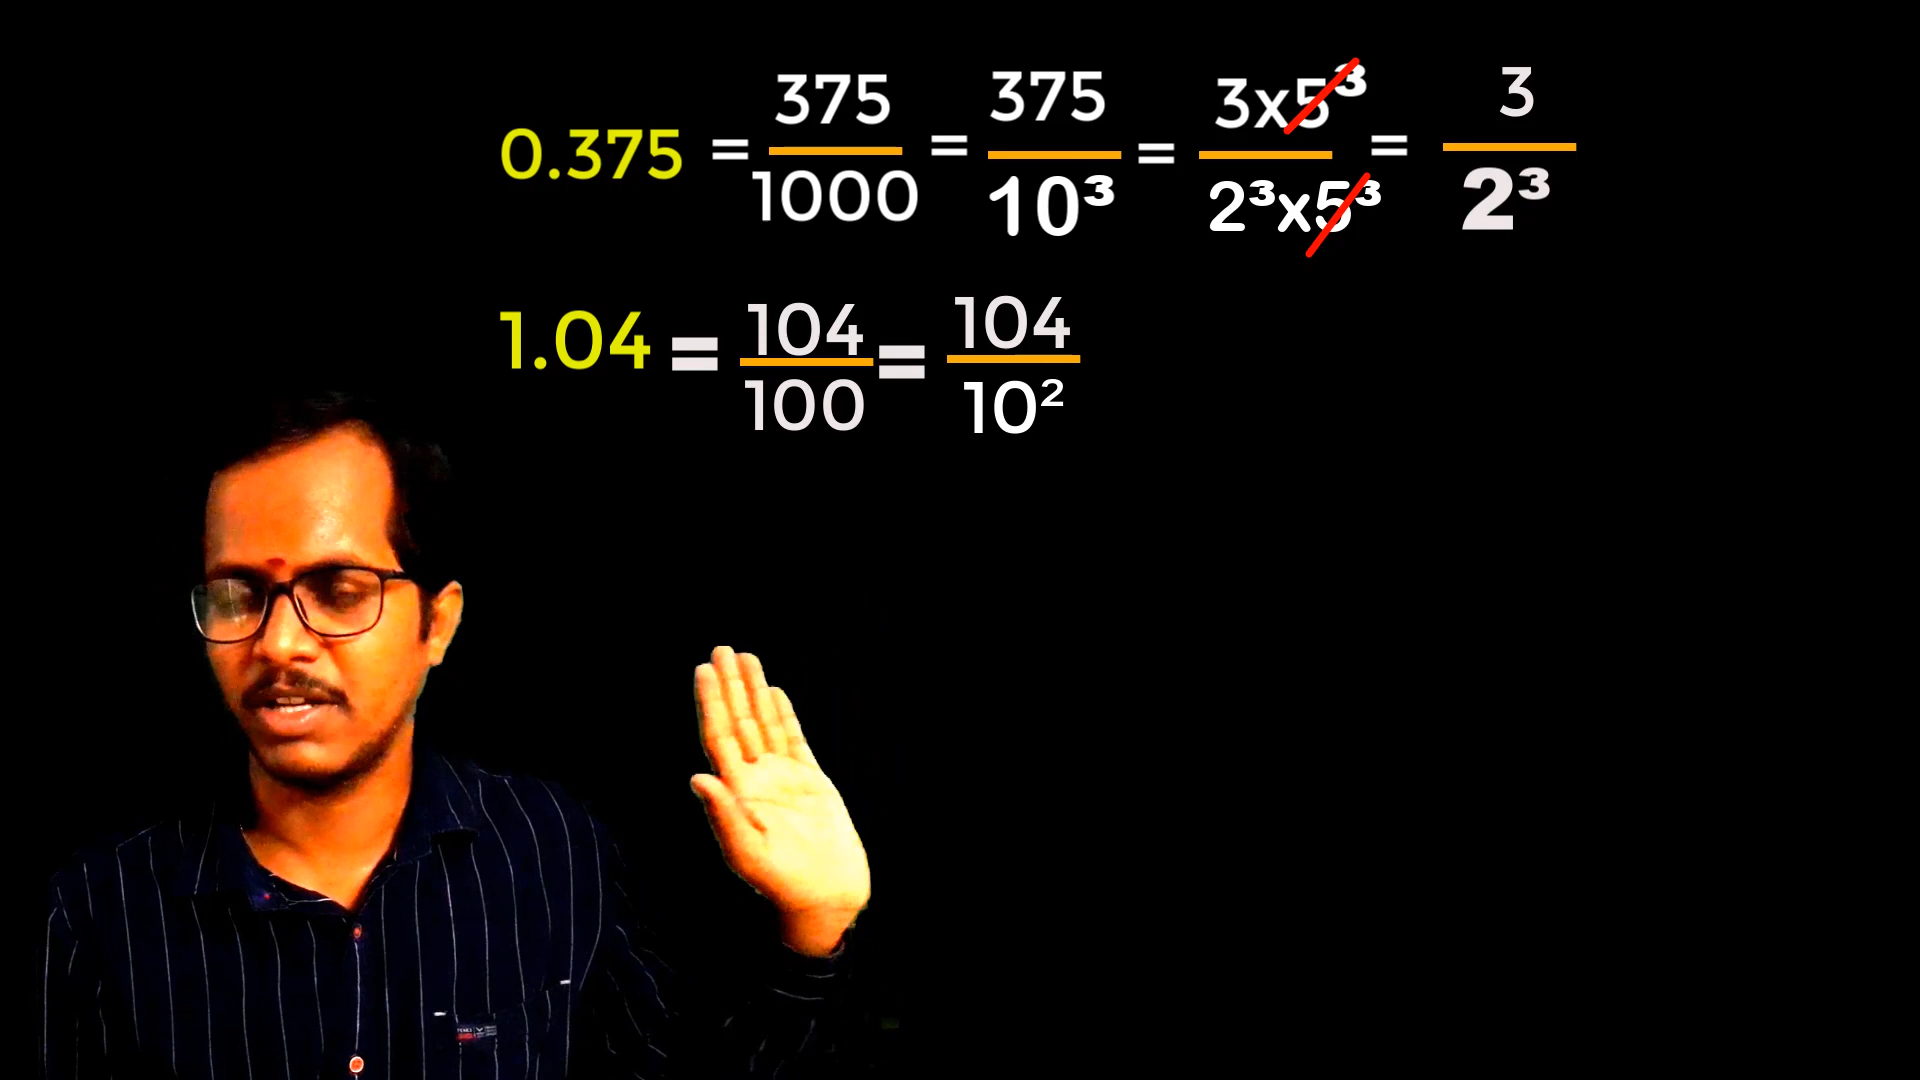 0.375 = 375/1000 = 375/10³ = 3x5³/2³x5³ = 3/2³
1.04 = 104/100 = 104/10²